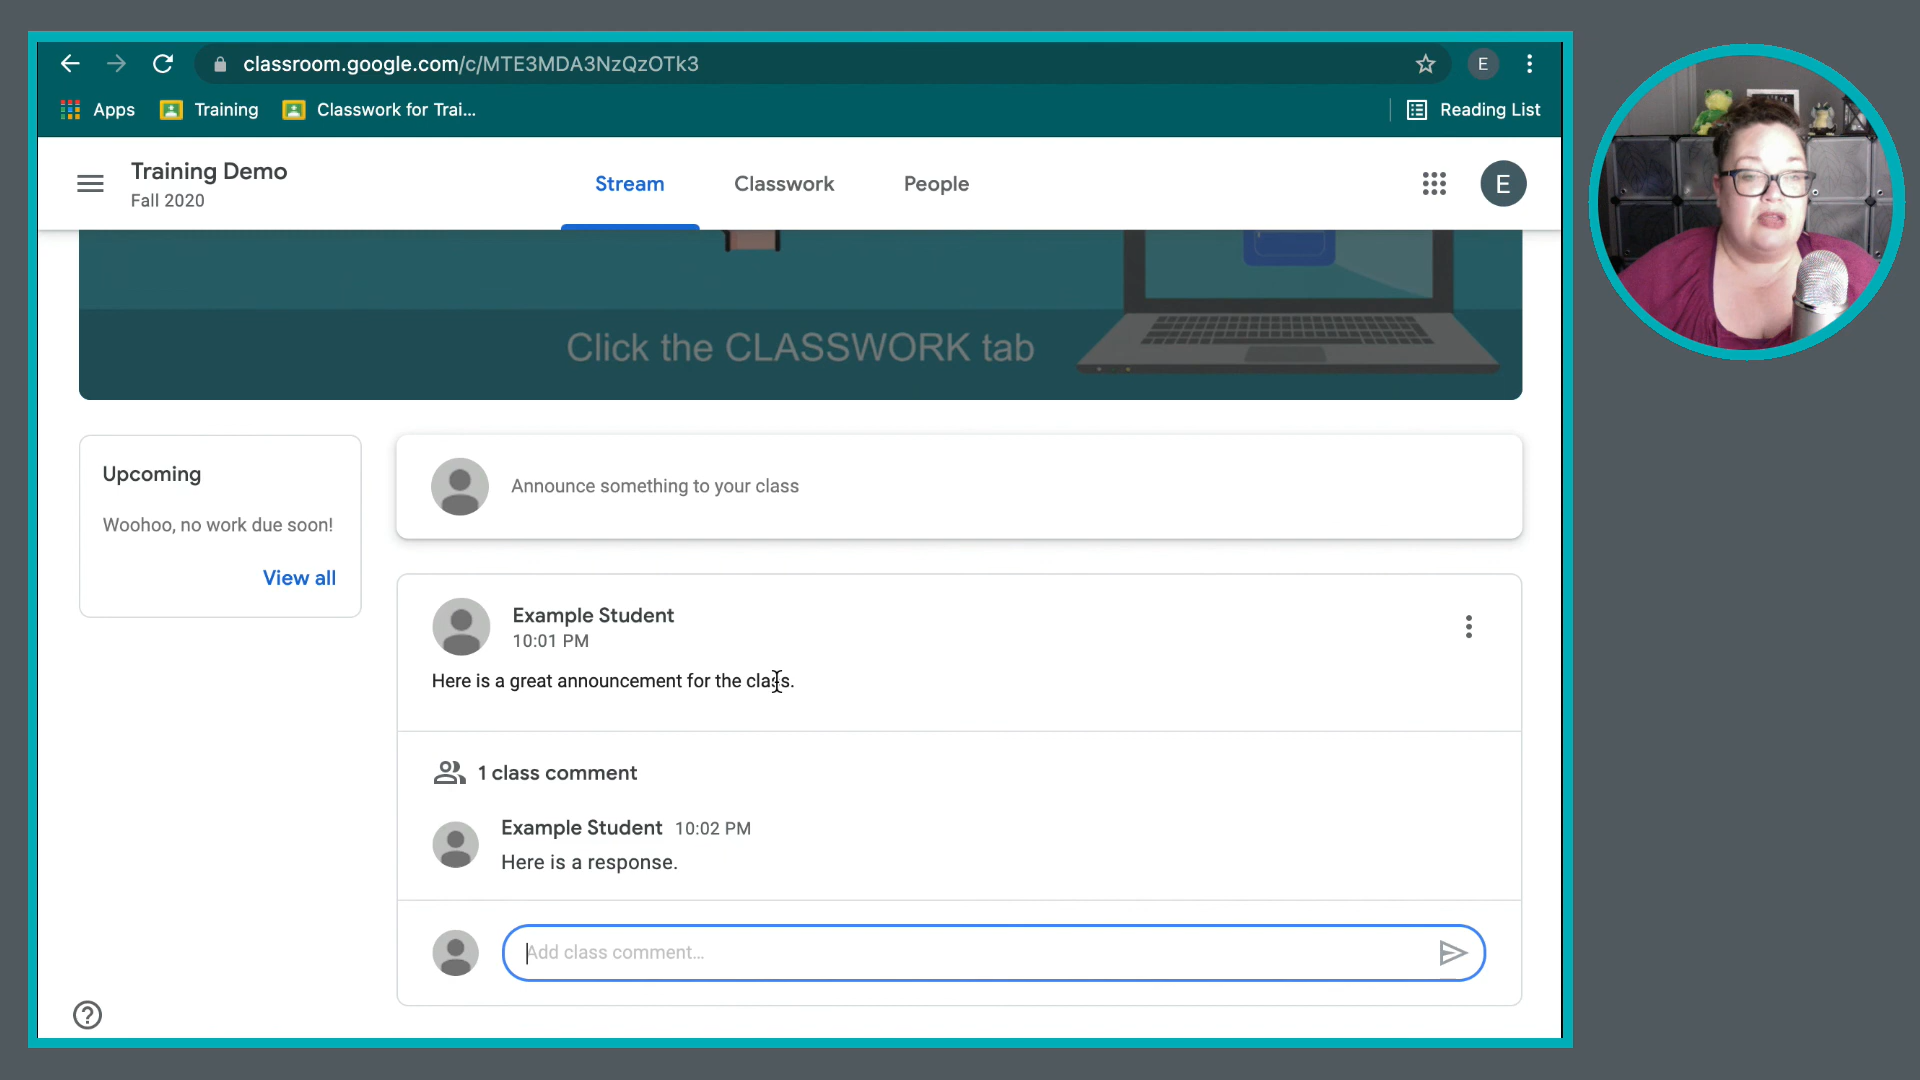 classroom.google.com/c/MTE3MDA3NzQzOTk3
E
Apps
Training
Classwork for Trai...
Reading List
Training Demo
Fall 2020
Stream
Classwork
People
E
Click the CLASSWORK tab
Upcoming
Woohoo, no work due soon!
View all
Announce something to your class
Example Student
10:01 PM
Here is a great announcement for the class.
1 class comment
Example Student 10:02 PM
Here is a response.
Add class comment...